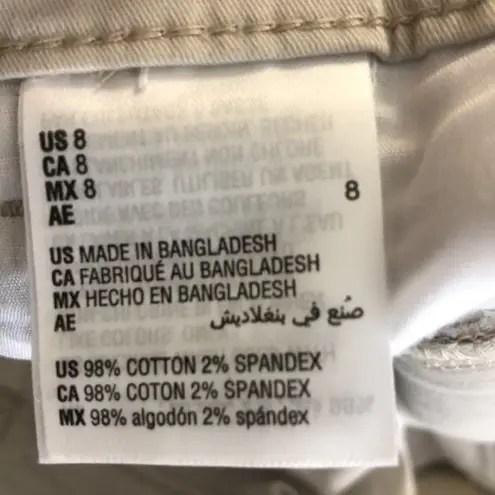 US 8
CA 8
MX 8
AE 8
US MADE IN BANGLADESH
CA FABRIQUÉ AU BANGLADESH
MX HECHO EN BANGLADESH
AE صُنع في بنغلاديش
US 98% COTTON 2% SPANDEX
CA 98% COTON 2% SPANDEX
MX 98% algodón 2% spándex